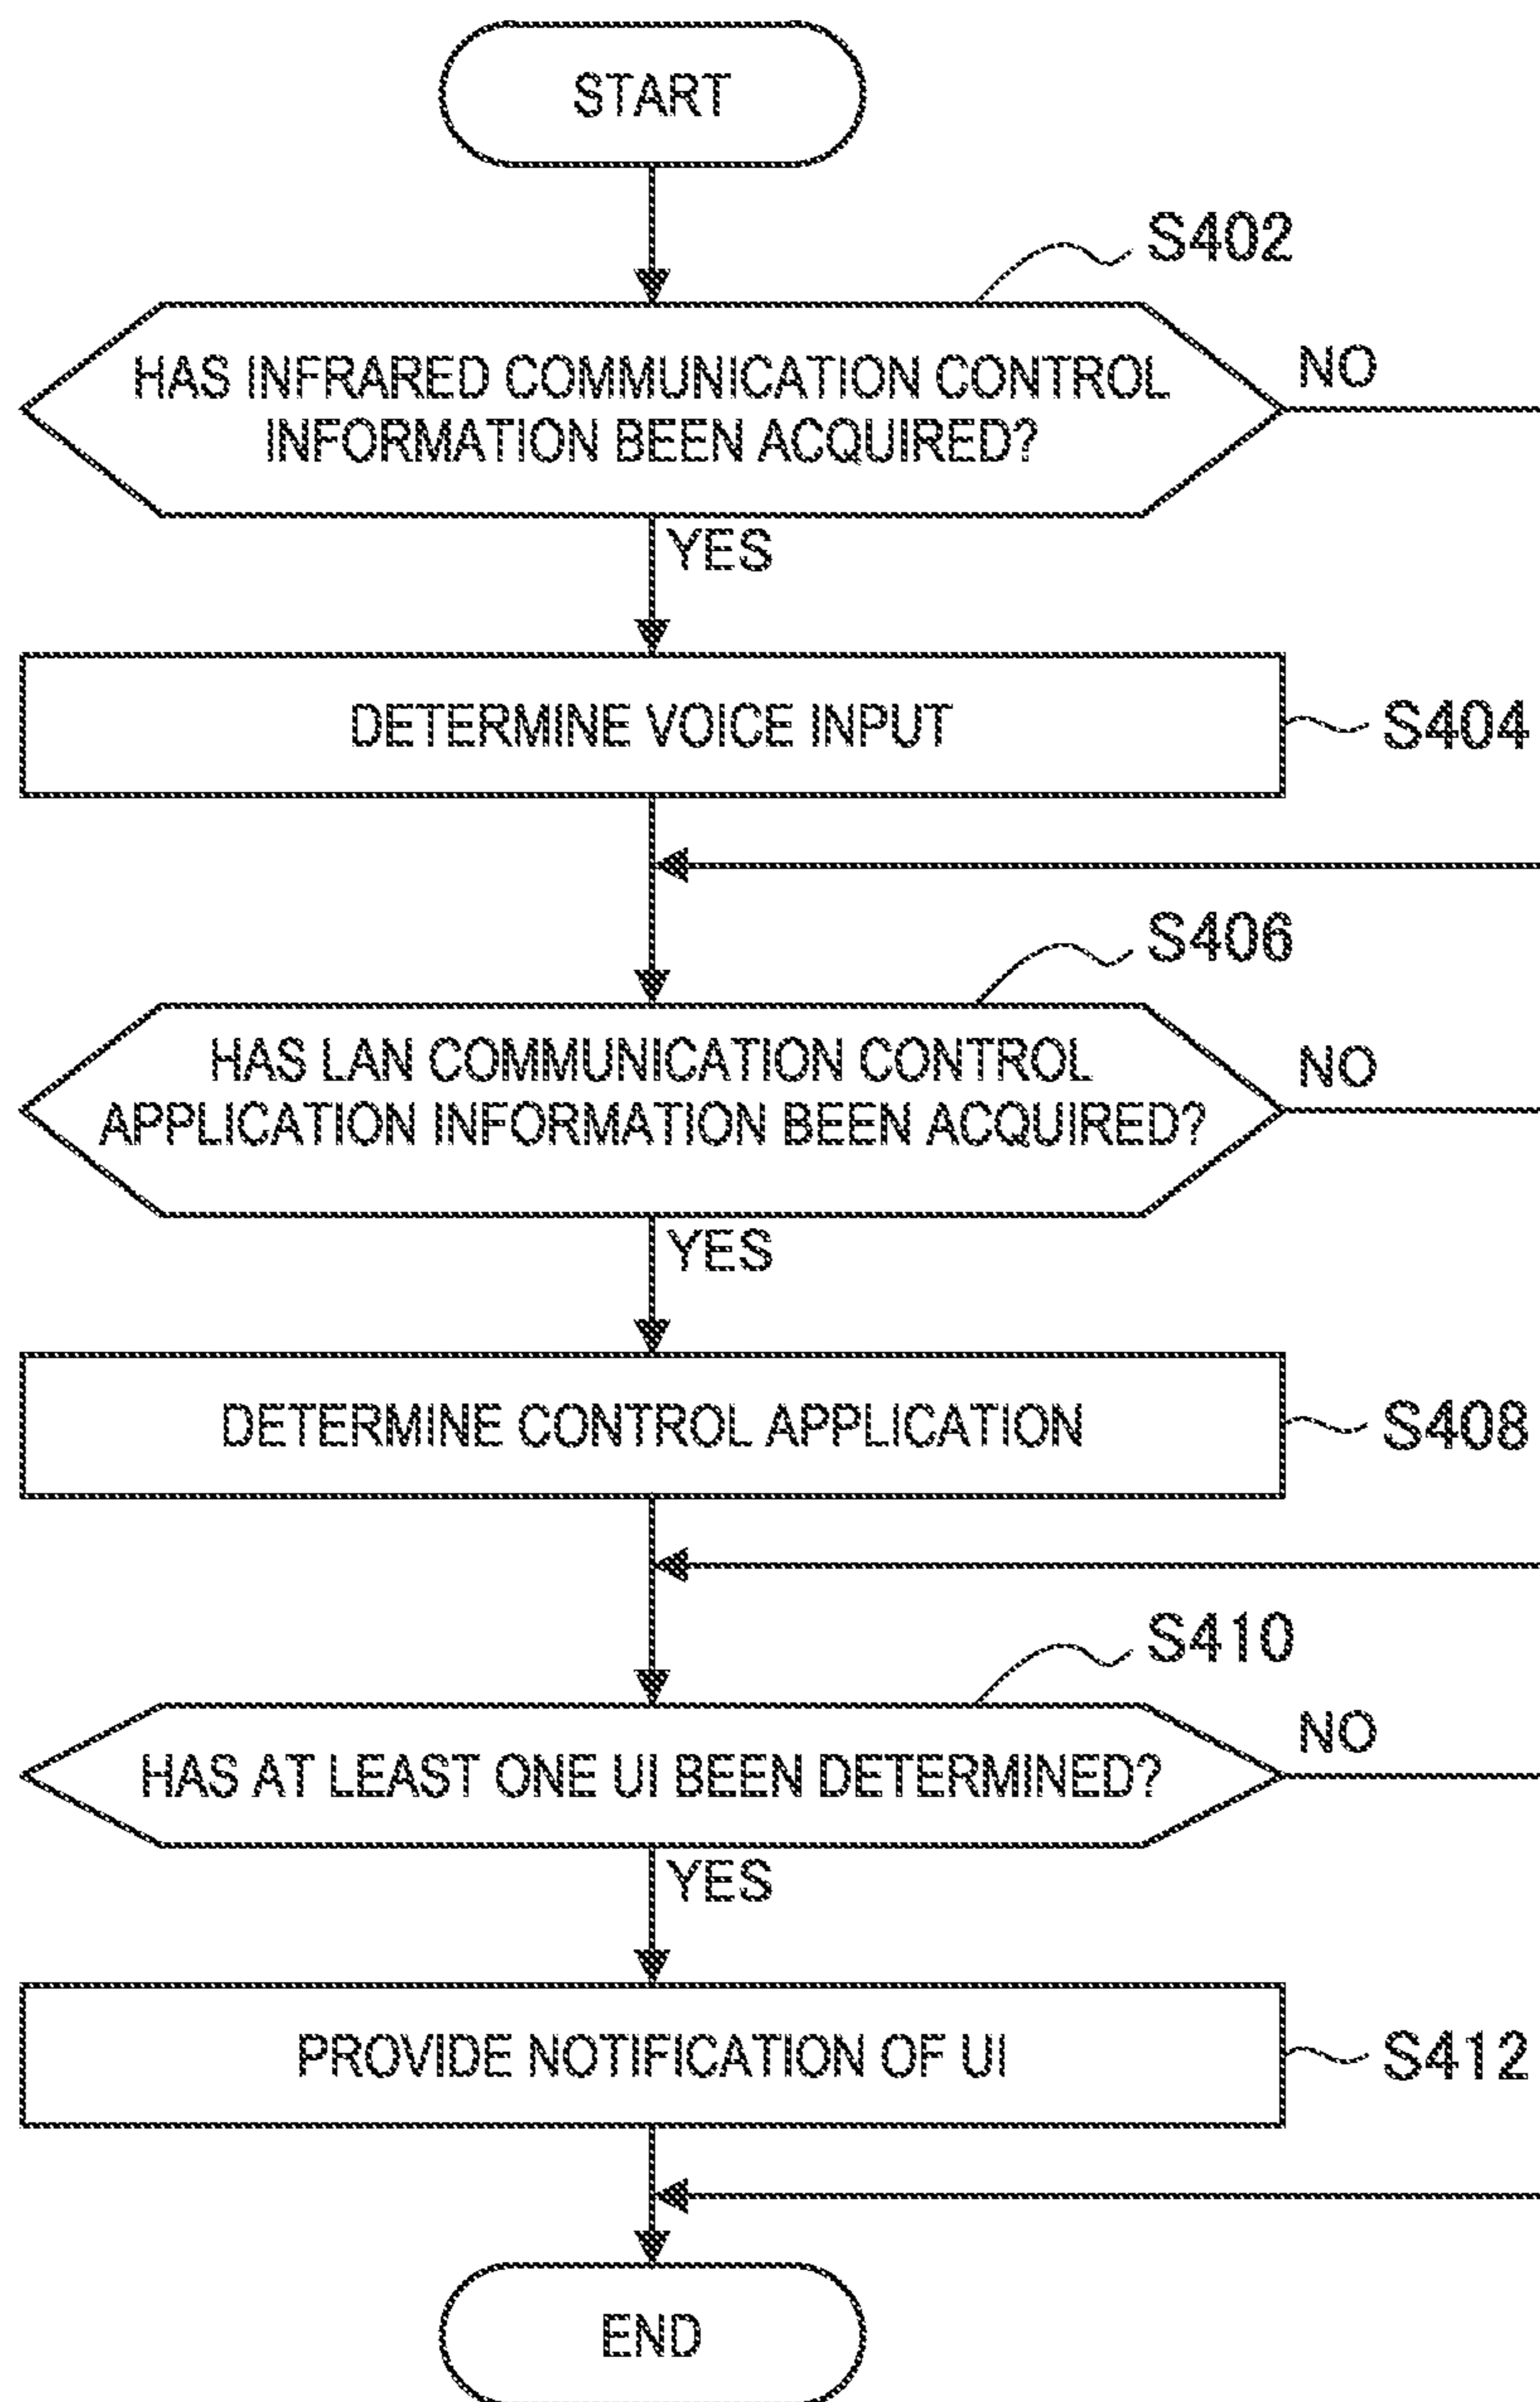 START
S402
HAS INFRARED COMMUNICATION CONTROL
INFORMATION BEEN ACQUIRED?
NO
YES
DETERMINE VOICE INPUT
S404
S406
HAS LAN COMMUNICATION CONTROL
APPLICATION INFORMATION BEEN ACQUIRED?
NO
YES
DETERMINE CONTROL APPLICATION
S408
S410
HAS AT LEAST ONE UI BEEN DETERMINED?
NO
YES
PROVIDE NOTIFICATION OF UI
S412
END